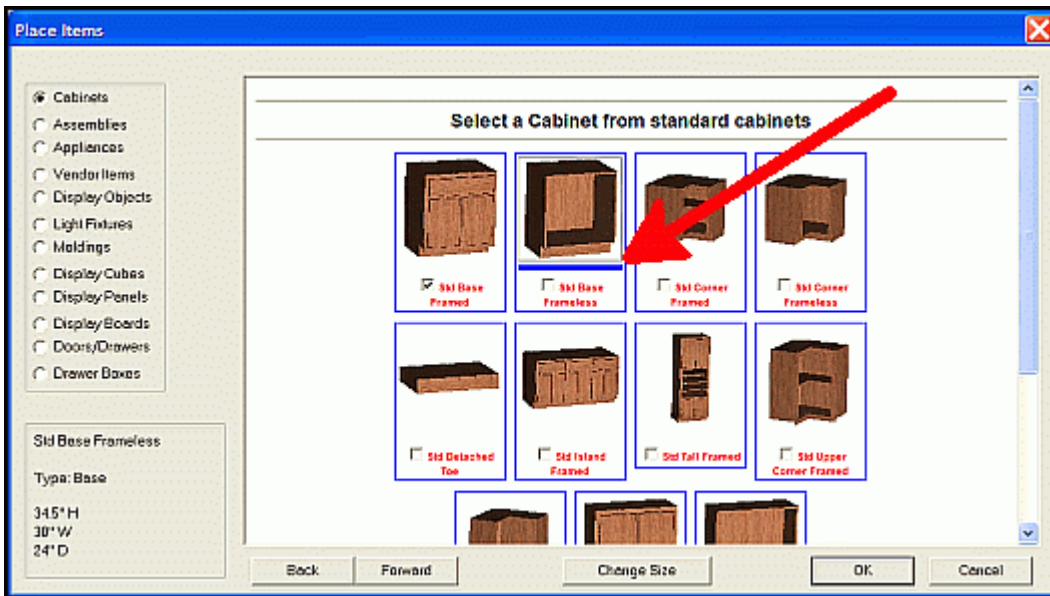 Place Items
Cabinets
Assemblies
Appliances
Vendor Items
Display Objects
Light Fixtures
Moldings
Display Cubes
Display Panels
Display Boards
Doors/Drawers
Drawer Boxes
Std Base Frameless
Type: Base
34.5" H
30" W
24" D
Select a Cabinet from standard cabinets
Std Base
Framed
Std Base
Frameless
Std Corner
Framed
Std Corner
Frameless
Std Detached
Toe
Std Island
Framed
Std Tall Framed
Std Upper
Corner Framed
Back
Forward
Change Size
OK
Cancel